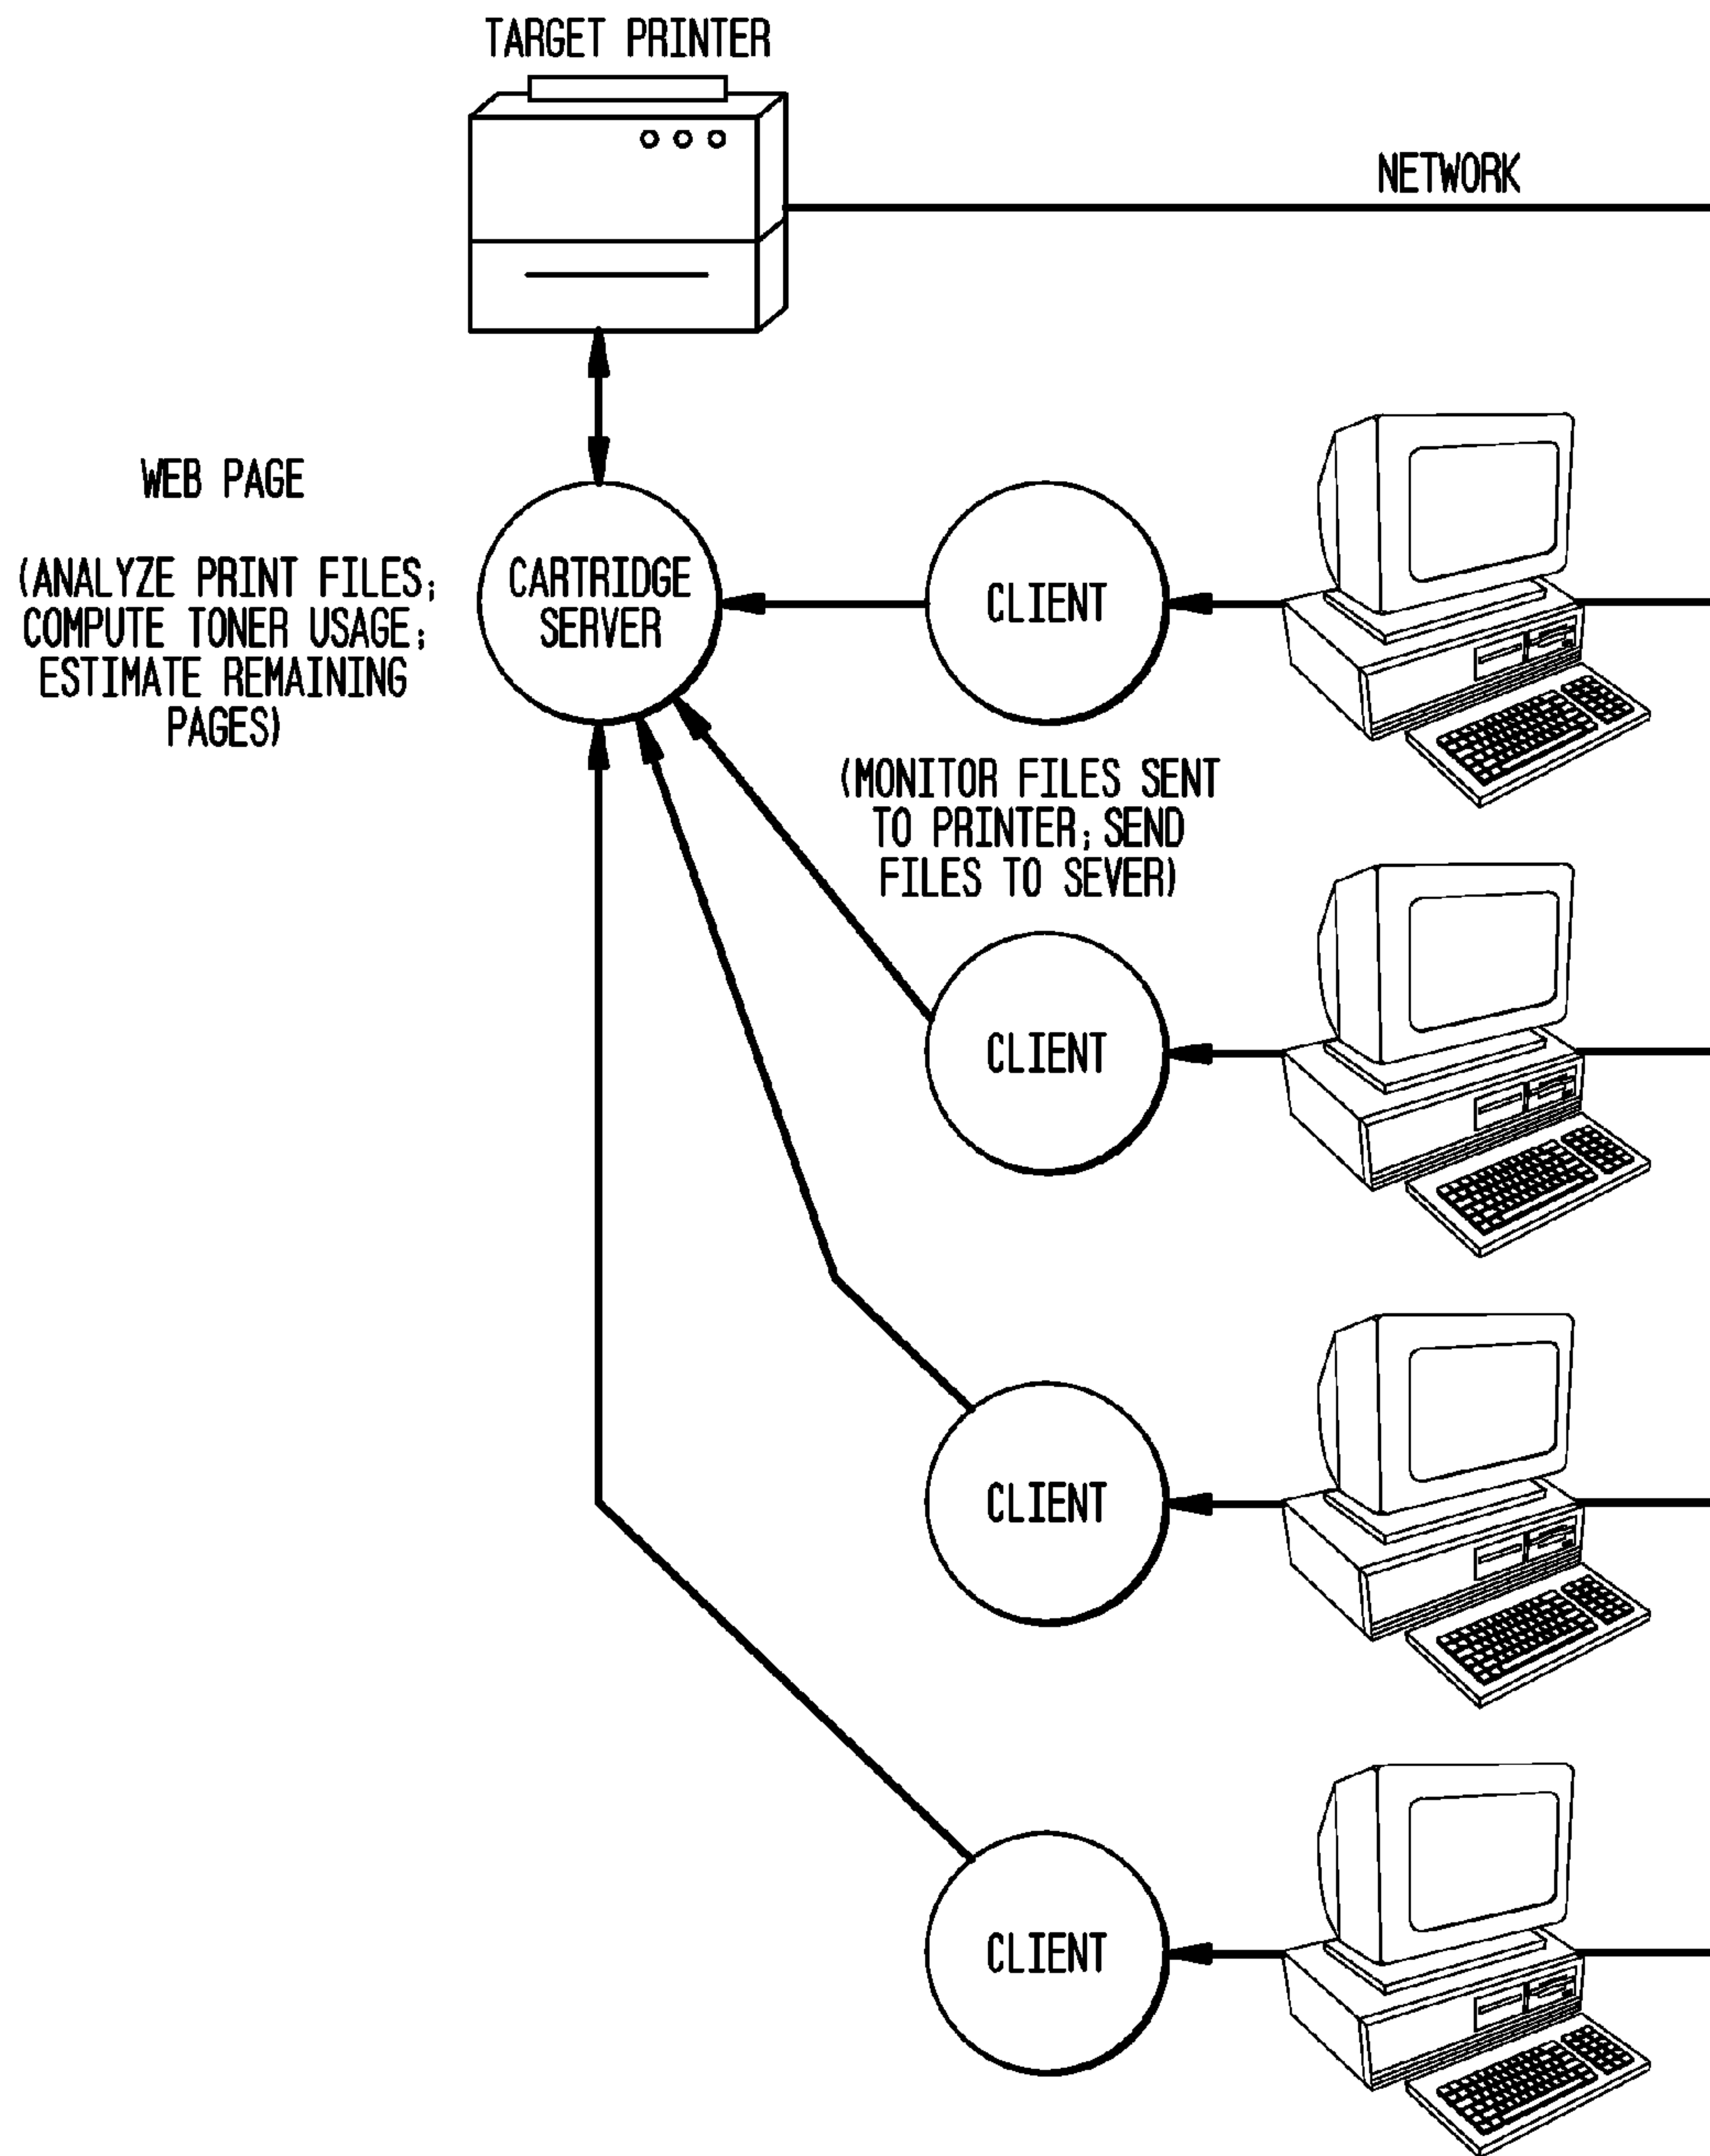 TARGET PRINTER
NETWORK
WEB PAGE
(ANALYZE PRINT FILES;
COMPUTE TONER USAGE;
ESTIMATE REMAINING
PAGES)
CARTRIDGE
SERVER
CLIENT
(MONITOR FILES SENT
TO PRINTER; SEND
FILES TO SEVER)
CLIENT
CLIENT
CLIENT